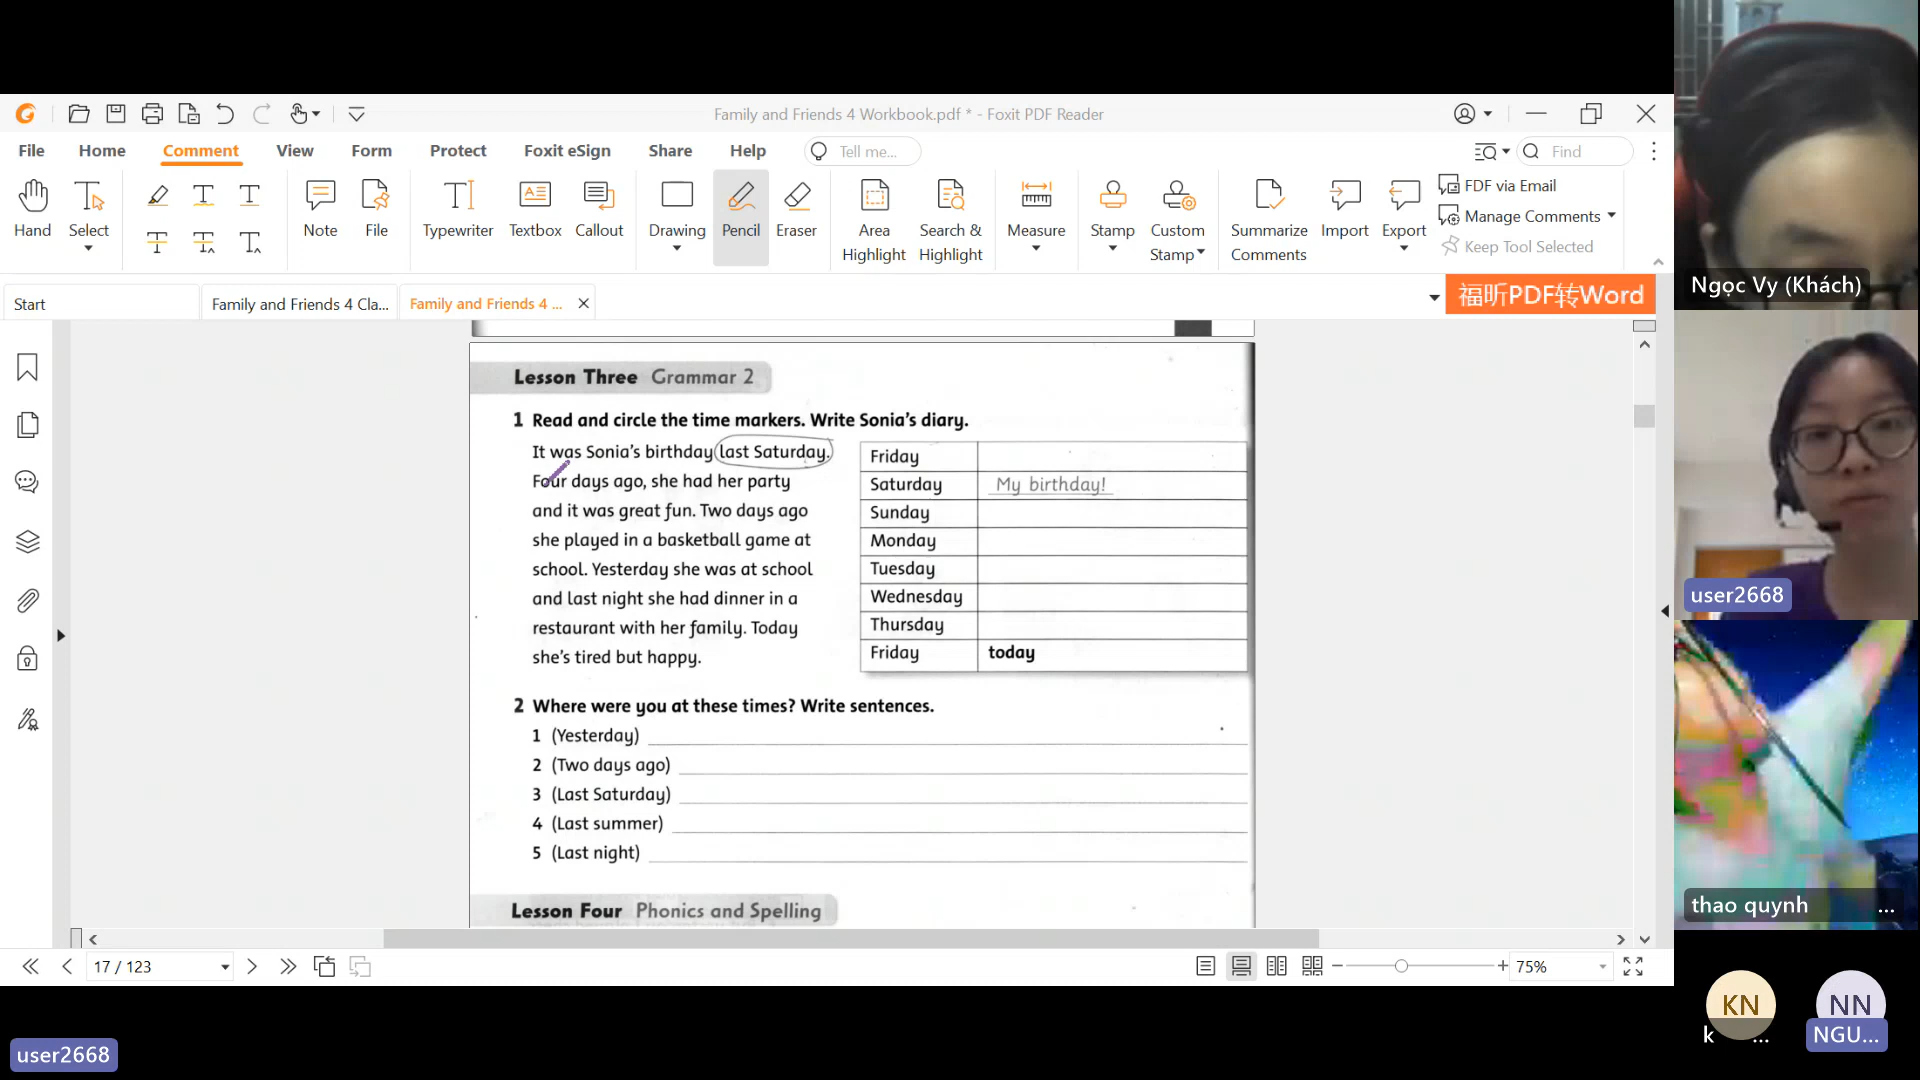 Family and Friends 4 Workbook.pdf * - Foxit PDF Reader
File Home Comment View Form Protect Foxit eSign Share Help Tell me... Find
Hand Select Note File Typewriter Textbox Callout Drawing Pencil Eraser Area Highlight Search & Highlight Measure Stamp Custom Stamp Summarize Comments Import Export
FDF via Email
Manage Comments
Keep Tool Selected
Start Family and Friends 4 Cla... Family and Friends 4 ... 福昕PDF转Word
Lesson Three Grammar 2
1 Read and circle the time markers. Write Sonia's diary.
It was Sonia's birthday last Saturday.
Four days ago, she had her party
and it was great fun. Two days ago
she played in a basketball game at
school. Yesterday she was at school
and last night she had dinner in a
restaurant with her family. Today
she's tired but happy.
Friday
Saturday My birthday!
Sunday
Monday
Tuesday
Wednesday
Thursday
Friday today
2 Where were you at these times? Write sentences.
1 (Yesterday)
2 (Two days ago)
3 (Last Saturday)
4 (Last summer)
5 (Last night)
Lesson Four Phonics and Spelling
17 / 123 75%
Ngọc Vy (Khách)
user2668
thao quynh ...
KN
k ...
NN
NGU...
user2668